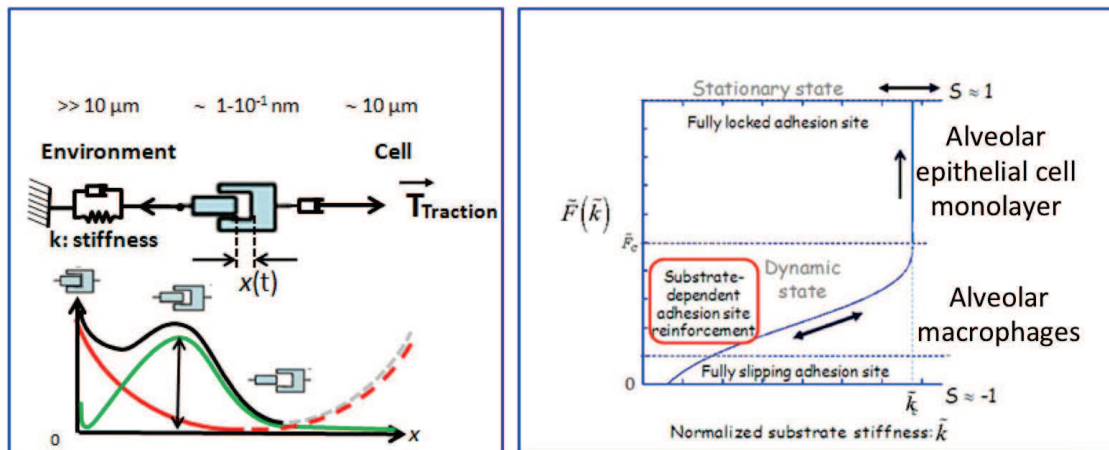 >> 10 μm ~ 1-10⁻¹ nm ~ 10 μm
Environment Cell
T Traction
k: stiffness
x(t)
0
x
Stationary state S ≈ 1
Fully locked adhesion site
Alveolar
epithelial cell
monolayer
F̃(k̃)
F̃c
Dynamic
state
Substrate-
dependent
adhesion site
reinforcement
Alveolar
macrophages
Fully slipping adhesion site
0
k̃c
S ≈ -1
Normalized substrate stiffness: k̃